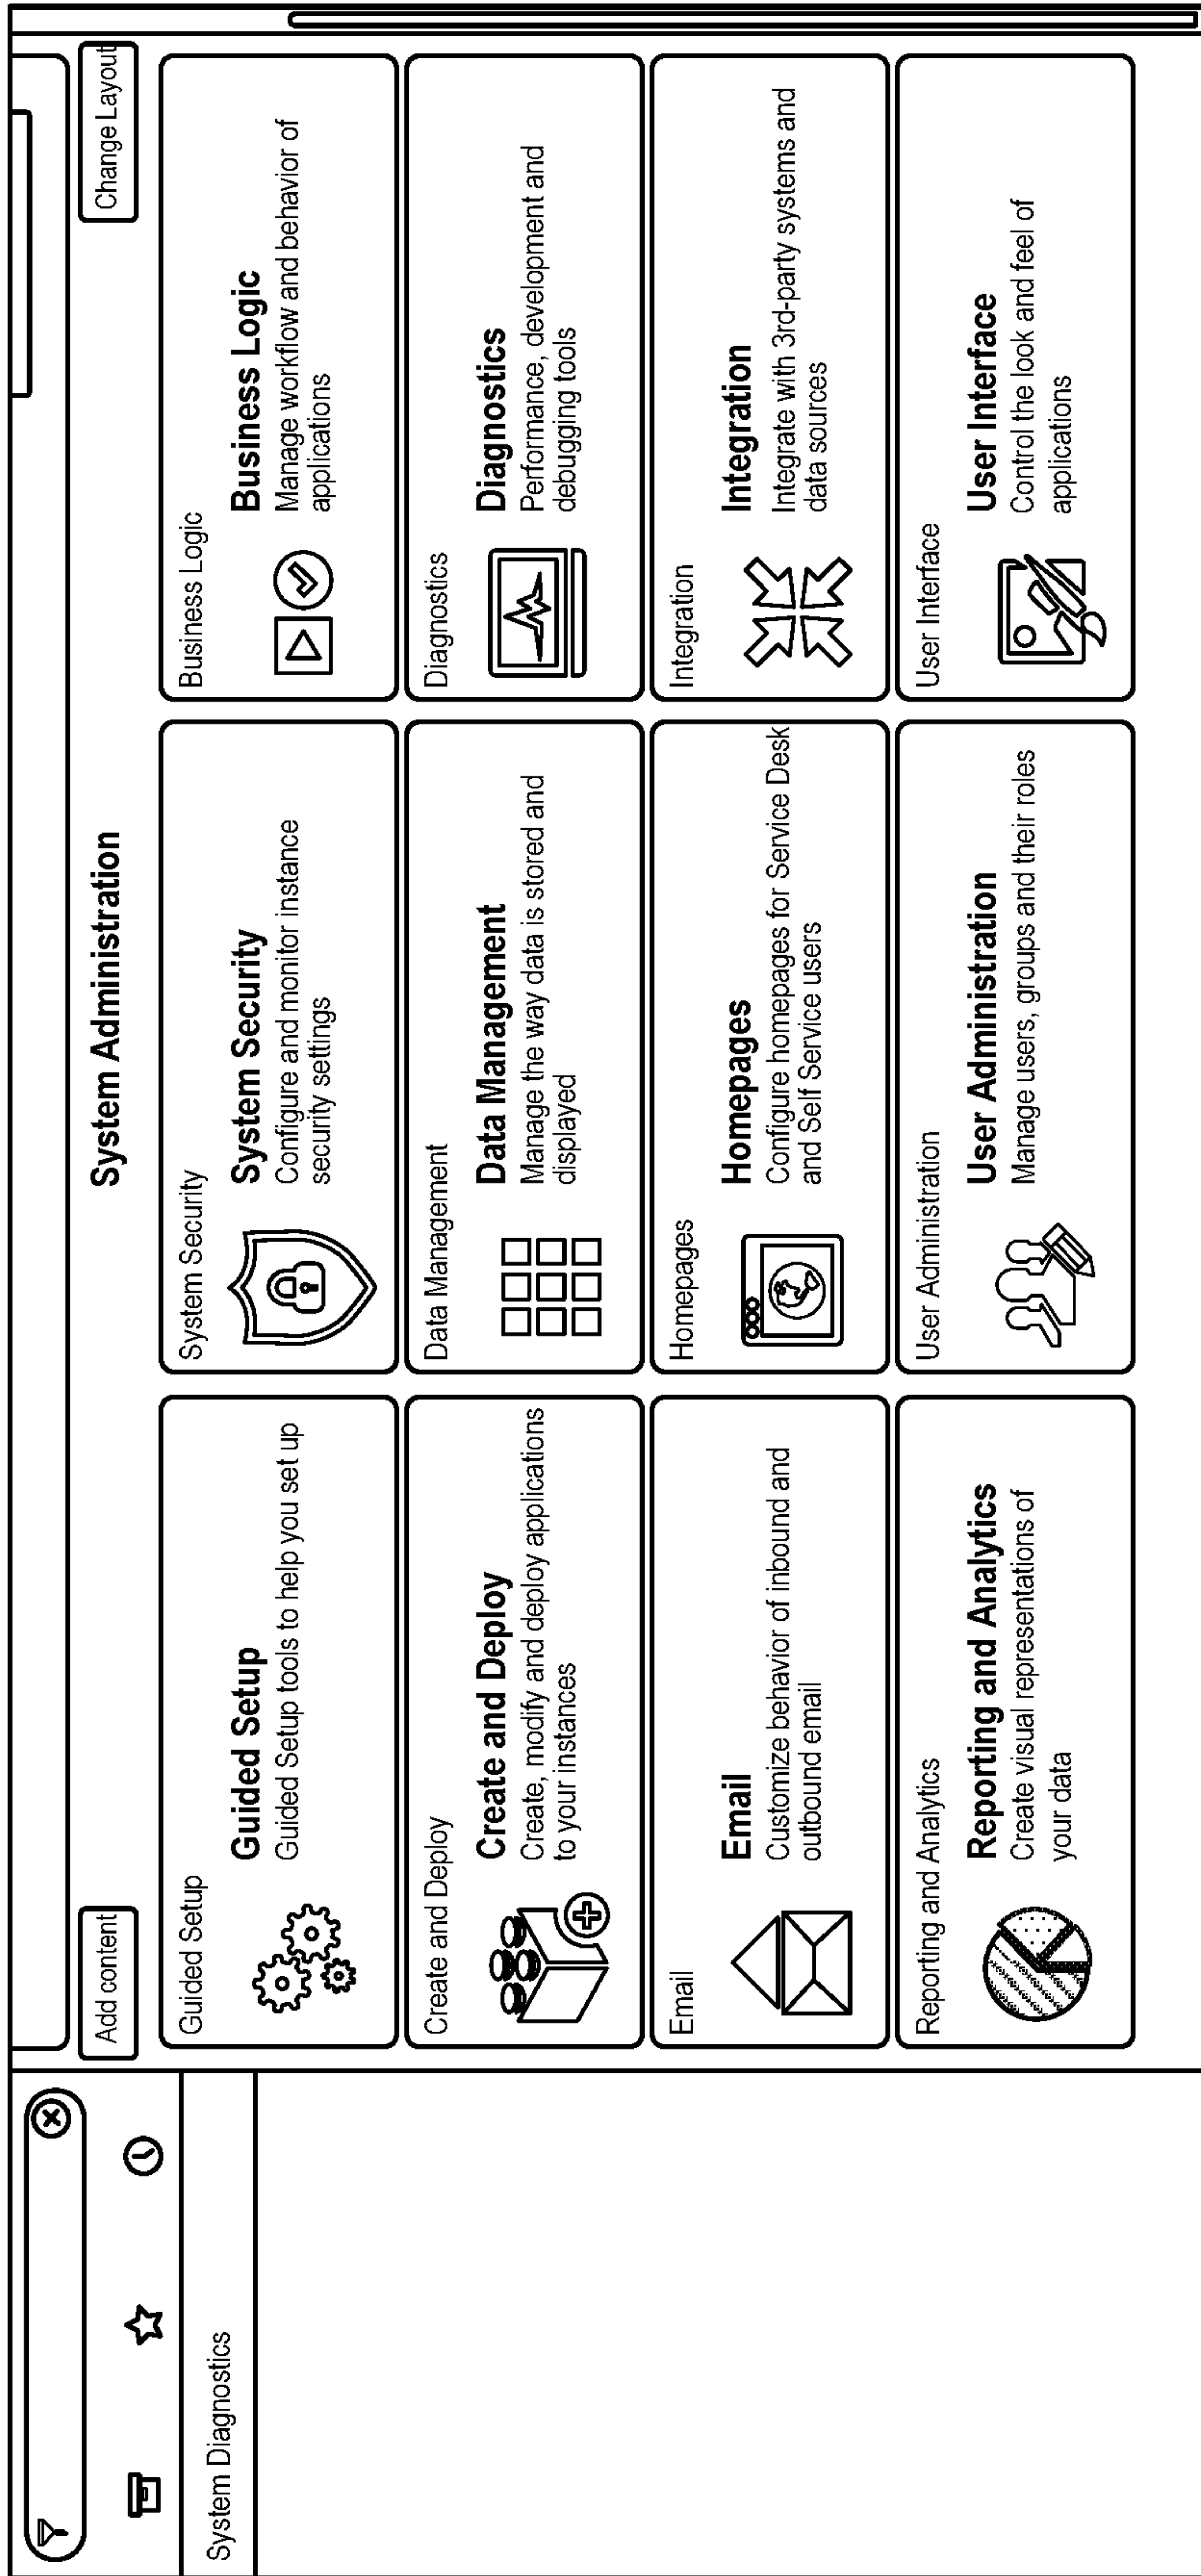 System Diagnostics
Add content
System Administration
Change Layout
Guided Setup
Guided Setup
Guided Setup tools to help you set up
System Security
System Security
Configure and monitor instance
security settings
Business Logic
Business Logic
Manage workflow and behavior of
applications
Create and Deploy
Create and Deploy
Create, modify and deploy applications
to your instances
Data Management
Data Management
Manage the way data is stored and
displayed
Diagnostics
Diagnostics
Performance, development and
debugging tools
Email
Email
Customize behavior of inbound and
outbound email
Homepages
Homepages
Configure homepages for Service Desk
and Self Service users
Integration
Integration
Integrate with 3rd-party systems and
data sources
Reporting and Analytics
Reporting and Analytics
Create visual representations of
your data
User Administration
User Administration
Manage users, groups and their roles
User Interface
User Interface
Control the look and feel of
applications